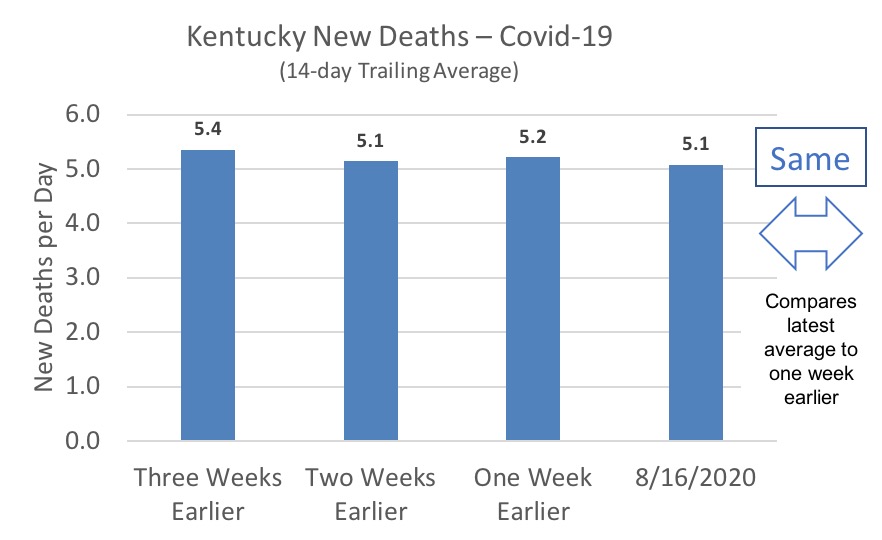 Kentucky New Deaths – Covid-19
(14-day Trailing Average)
New Deaths per Day
6.0
5.0
4.0
3.0
2.0
1.0
0.0
5.4
5.1
5.2
5.1
Three Weeks
Earlier
Two Weeks
Earlier
One Week
Earlier
8/16/2020
Same
Compares
latest
average to
one week
earlier